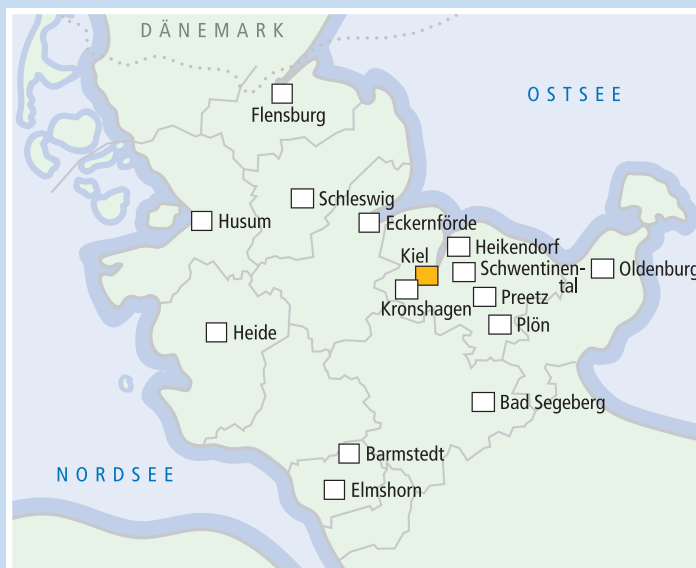 DÄNEMARK
OSTSEE
Flensburg
Schleswig
Husum
Eckernförde
Heikendorf
Kiel
Schwentinen-
tal
Oldenburg
Preetz
Kronshagen
Plön
Heide
Bad Segeberg
Barmstedt
NORDSEE
Elmshorn